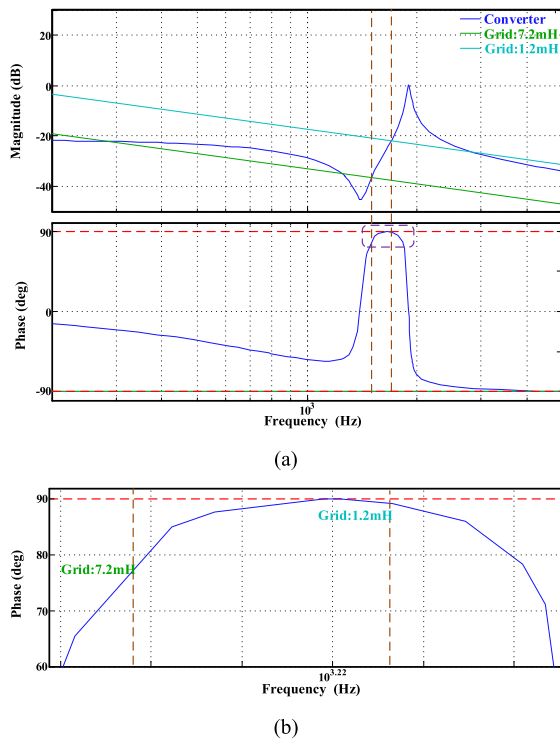 Converter
Grid:7.2mH
Grid:1.2mH
Magnitude (dB)
20
0
-20
-40
Phase (deg)
90
0
-90
10^3
Frequency (Hz)
(a)
Phase (deg)
90
80
70
60
Grid:7.2mH
Grid:1.2mH
10^3.22
Frequency (Hz)
(b)